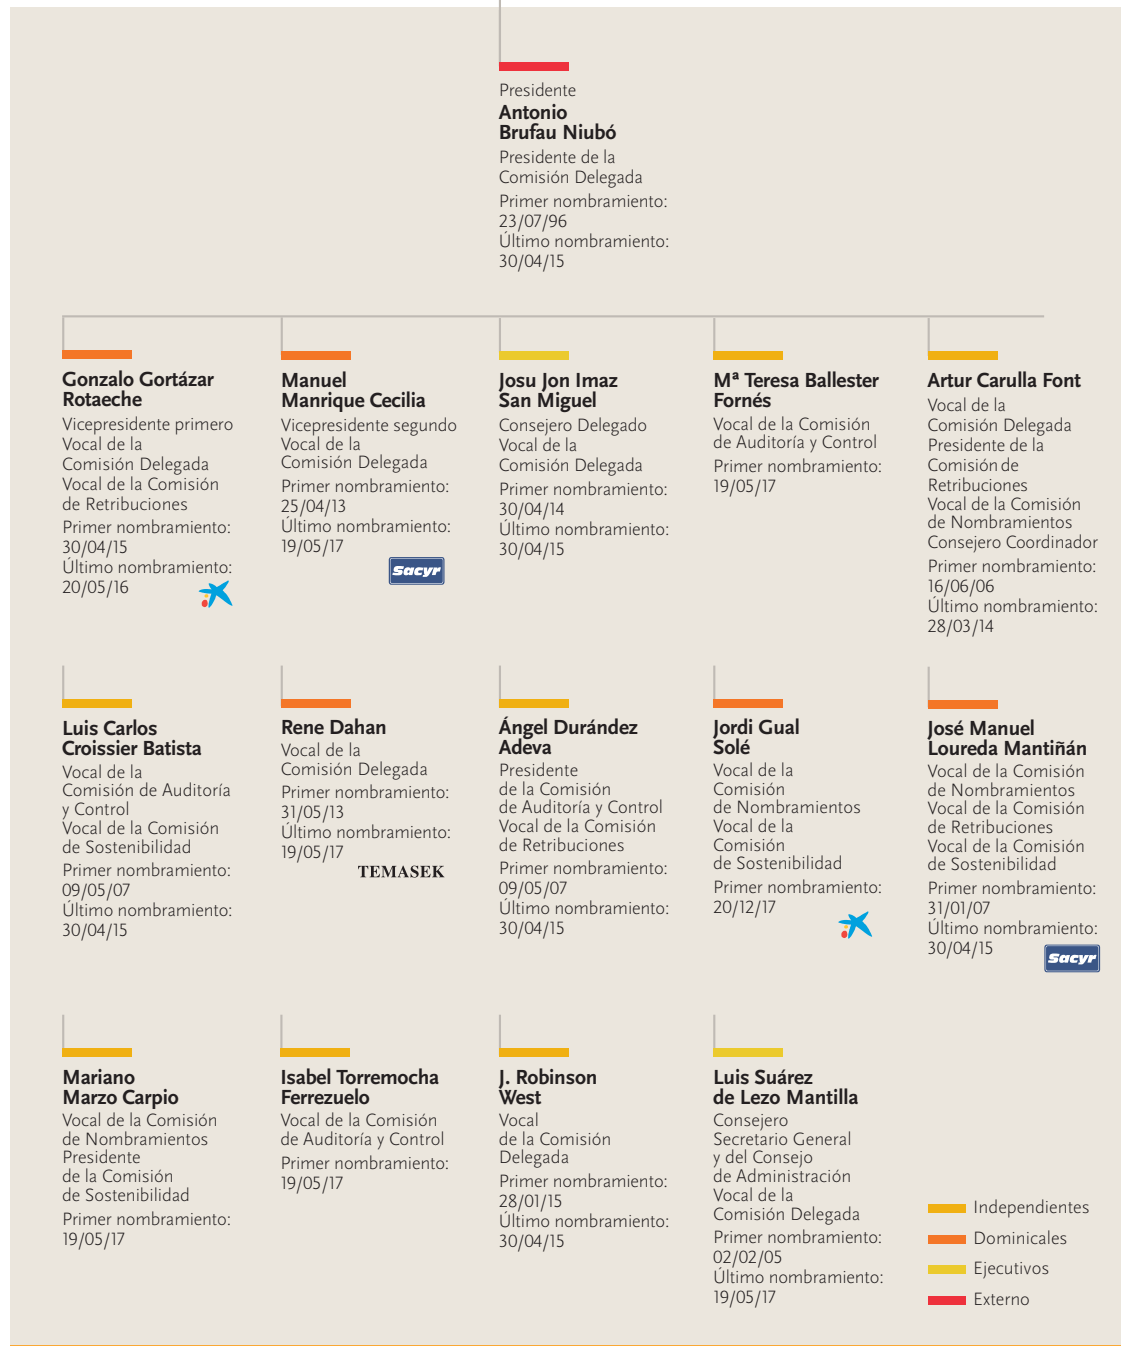 Presidente
Antonio
Brufau Niubó
Presidente de la
Comisión Delegada
Primer nombramiento:
23/07/96
Último nombramiento:
30/04/15
Gonzalo Gortázar
Rotaeche
Vicepresidente primero
Vocal de la
Comisión Delegada
Vocal de la Comisión
de Retribuciones
Primer nombramiento:
30/04/15
Último nombramiento:
20/05/16
Manuel
Manrique Cecilia
Vicepresidente segundo
Vocal de la
Comisión Delegada
Primer nombramiento:
25/04/13
Último nombramiento:
19/05/17
Sacyr
Josu Jon Imaz
San Miguel
Consejero Delegado
Vocal de la
Comisión Delegada
Primer nombramiento:
30/04/14
Último nombramiento:
30/04/15
Mª Teresa Ballester
Fornés
Vocal de la Comisión
de Auditoría y Control
Primer nombramiento:
19/05/17
Artur Carulla Font
Vocal de la
Comisión Delegada
Presidente de la
Comisión de
Retribuciones
Vocal de la Comisión
de Nombramientos
Consejero Coordinador
Primer nombramiento:
16/06/06
Último nombramiento:
28/03/14
Luis Carlos
Croissier Batista
Vocal de la
Comisión de Auditoría
y Control
Vocal de la Comisión
de Sostenibilidad
Primer nombramiento:
09/05/07
Último nombramiento:
30/04/15
Rene Dahan
Vocal de la
Comisión Delegada
Primer nombramiento:
31/05/13
Último nombramiento:
19/05/17
TEMASEK
Ángel Durández
Adeva
Presidente
de la Comisión
de Auditoría y Control
Vocal de la Comisión
de Retribuciones
Primer nombramiento:
09/05/07
Último nombramiento:
30/04/15
Jordi Gual
Solé
Vocal de la
Comisión
de Nombramientos
Vocal de la
Comisión
de Sostenibilidad
Primer nombramiento:
20/12/17
José Manuel
Loureda Mantiñán
Vocal de la Comisión
de Nombramientos
Vocal de la Comisión
de Retribuciones
Vocal de la Comisión
de Sostenibilidad
Primer nombramiento:
31/01/07
Último nombramiento:
30/04/15
Sacyr
Mariano
Marzo Carpio
Vocal de la Comisión
de Nombramientos
Presidente
de la Comisión
de Sostenibilidad
Primer nombramiento:
19/05/17
Isabel Torremocha
Ferrezuelo
Vocal de la Comisión
de Auditoría y Control
Primer nombramiento:
19/05/17
J. Robinson
West
Vocal
de la Comisión
Delegada
Primer nombramiento:
28/01/15
Último nombramiento:
30/04/15
Luis Suárez
de Lezo Mantilla
Consejero
Secretario General
y del Consejo
de Administración
Vocal de la
Comisión Delegada
Primer nombramiento:
02/02/05
Último nombramiento:
19/05/17
Independientes
Dominicales
Ejecutivos
Externo